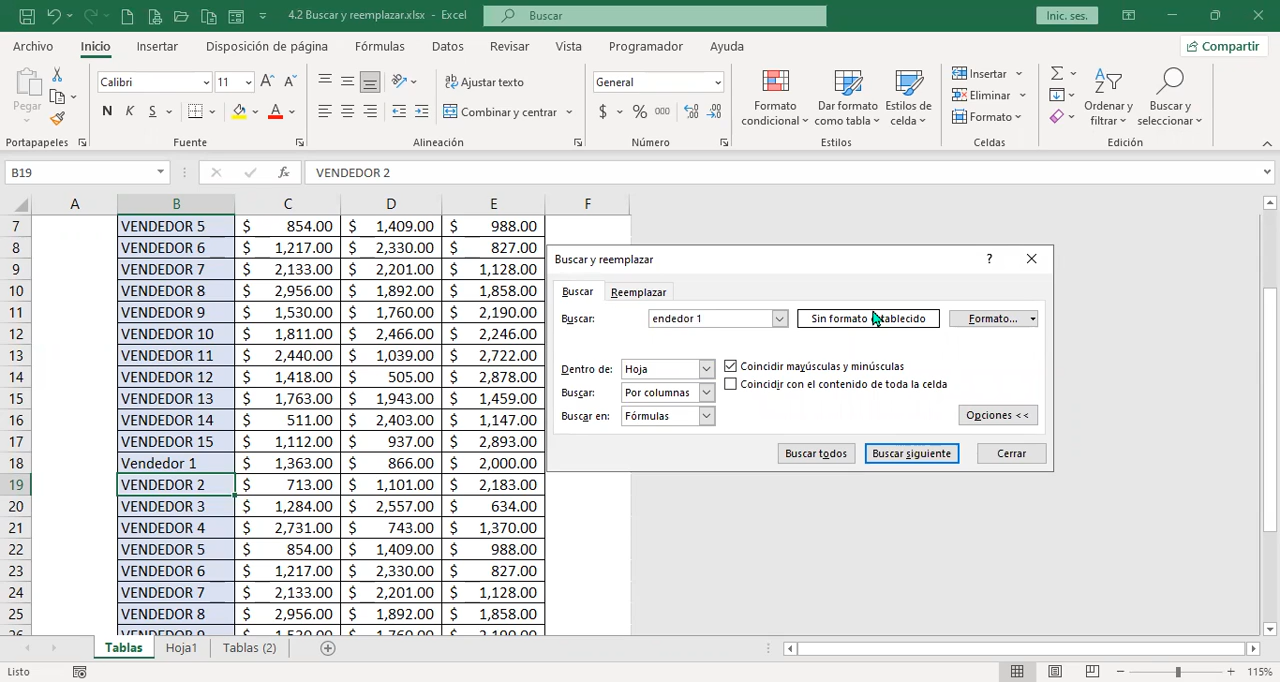 4.2 Buscar y reemplazar.xlsx - Excel
Buscar
Inic. ses.
Archivo Inicio Insertar Disposición de página Fórmulas Datos Revisar Vista Programador Ayuda
Compartir
Pegar
Calibri 11
N K S
Ajustar texto
Combinar y centrar
General
$ % 000
Formato condicional
Dar formato como tabla
Estilos de celda
Insertar
Eliminar
Formato
Ordenar y filtrar
Buscar y seleccionar
Portapapeles Fuente Alineación Número Estilos Celdas Edición
B19 fx VENDEDOR 2
A B C D E F
7 VENDEDOR 5 $ 854.00 $ 1,409.00 $ 988.00
8 VENDEDOR 6 $ 1,217.00 $ 2,330.00 $ 827.00
9 VENDEDOR 7 $ 2,133.00 $ 2,201.00 $ 1,128.00
10 VENDEDOR 8 $ 2,956.00 $ 1,892.00 $ 1,858.00
11 VENDEDOR 9 $ 1,530.00 $ 1,760.00 $ 2,190.00
12 VENDEDOR 10 $ 1,811.00 $ 2,466.00 $ 2,246.00
13 VENDEDOR 11 $ 2,440.00 $ 1,039.00 $ 2,722.00
14 VENDEDOR 12 $ 1,418.00 $ 505.00 $ 2,878.00
15 VENDEDOR 13 $ 1,763.00 $ 1,943.00 $ 1,459.00
16 VENDEDOR 14 $ 511.00 $ 2,403.00 $ 1,147.00
17 VENDEDOR 15 $ 1,112.00 $ 937.00 $ 2,893.00
18 Vendedor 1 $ 1,363.00 $ 866.00 $ 2,000.00
19 VENDEDOR 2 $ 713.00 $ 1,101.00 $ 2,183.00
20 VENDEDOR 3 $ 1,284.00 $ 2,557.00 $ 634.00
21 VENDEDOR 4 $ 2,731.00 $ 743.00 $ 1,370.00
22 VENDEDOR 5 $ 854.00 $ 1,409.00 $ 988.00
23 VENDEDOR 6 $ 1,217.00 $ 2,330.00 $ 827.00
24 VENDEDOR 7 $ 2,133.00 $ 2,201.00 $ 1,128.00
25 VENDEDOR 8 $ 2,956.00 $ 1,892.00 $ 1,858.00
Buscar y reemplazar ?
Buscar Reemplazar
Buscar: endedor 1 Sin formato establecido Formato...
Dentro de: Hoja Coincidir mayúsculas y minúsculas
Buscar: Por columnas Coincidir con el contenido de toda la celda
Buscar en: Fórmulas Opciones <<
Buscar todos Buscar siguiente Cerrar
Tablas Hoja1 Tablas (2)
Listo 115%